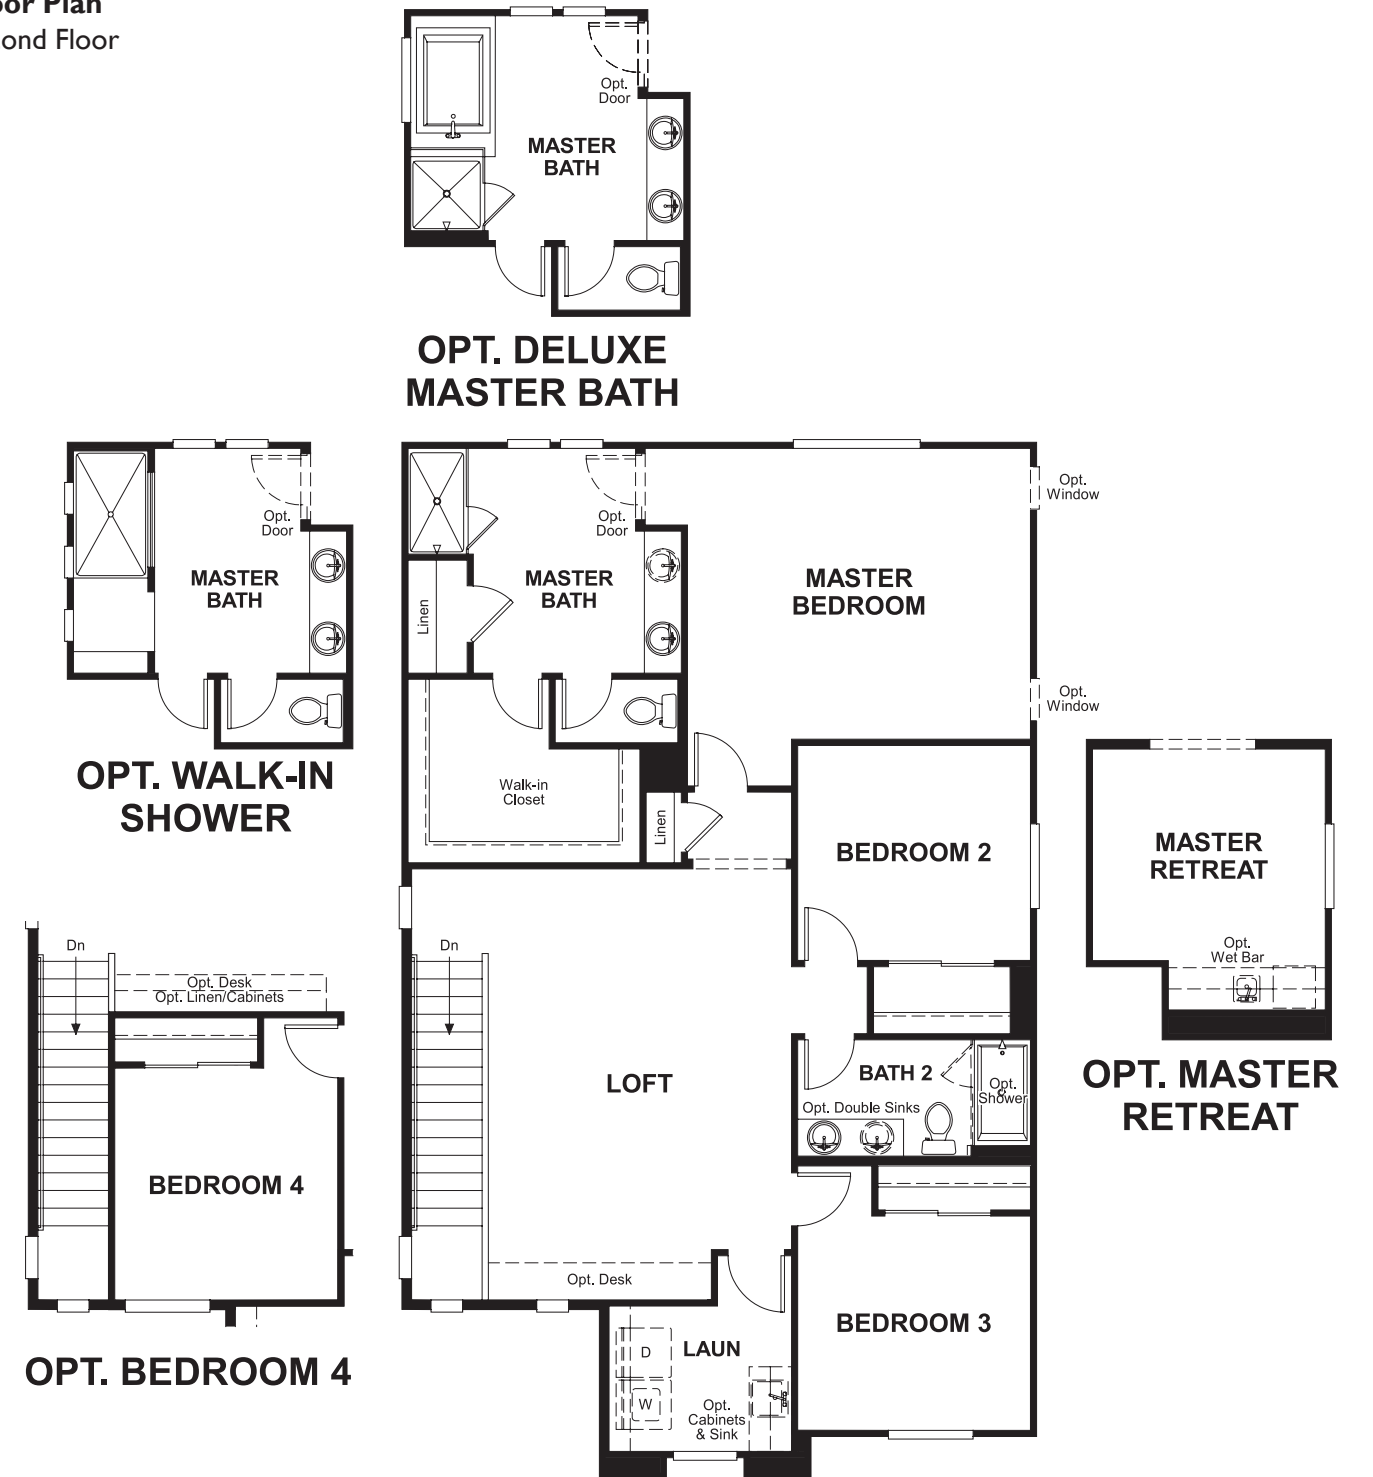 or Plan
ond Floor
Opt.
Door
MASTER
BATH
OPT. DELUXE
MASTER BATH
Opt.
Door
MASTER
BATH
OPT. WALK-IN
SHOWER
Opt.
Door
MASTER
BATH
Linen
MASTER
BEDROOM
Opt.
Window
Opt.
Window
Walk-in
Closet
Linen
BEDROOM 2
MASTER
RETREAT
Opt.
Wet Bar
OPT. MASTER
RETREAT
Dn
Opt. Desk
Opt. Linen/Cabinets
BEDROOM 4
OPT. BEDROOM 4
Dn
LOFT
BATH 2
Opt. Double Sinks
Opt.
Shower
Opt. Desk
BEDROOM 3
LAUN
D
W
Opt.
Cabinets
& Sink